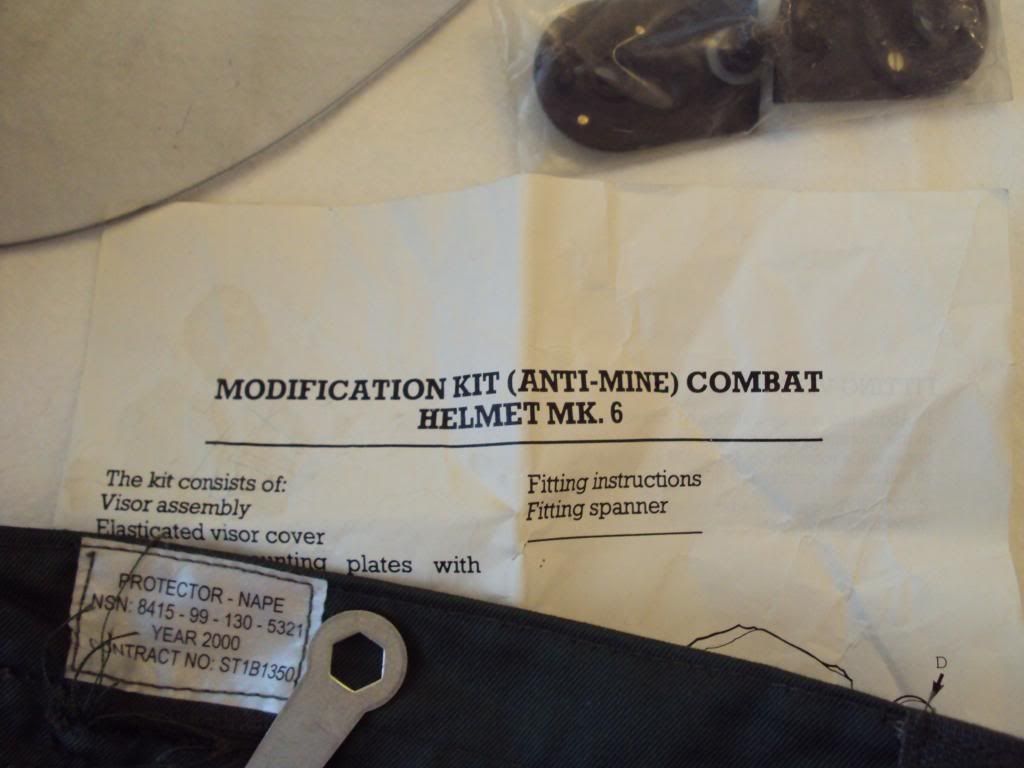 MODIFICATION KIT (ANTI-MINE) COMBAT
HELMET MK. 6
The kit consists of:
Visor assembly
Elasticated visor cover
plates with
Fitting instructions
Fitting spanner
D
PROTECTOR - NAPE
NSN: 8415 - 99 - 130 - 5321
YEAR 2000
CONTRACT NO: ST1B1350